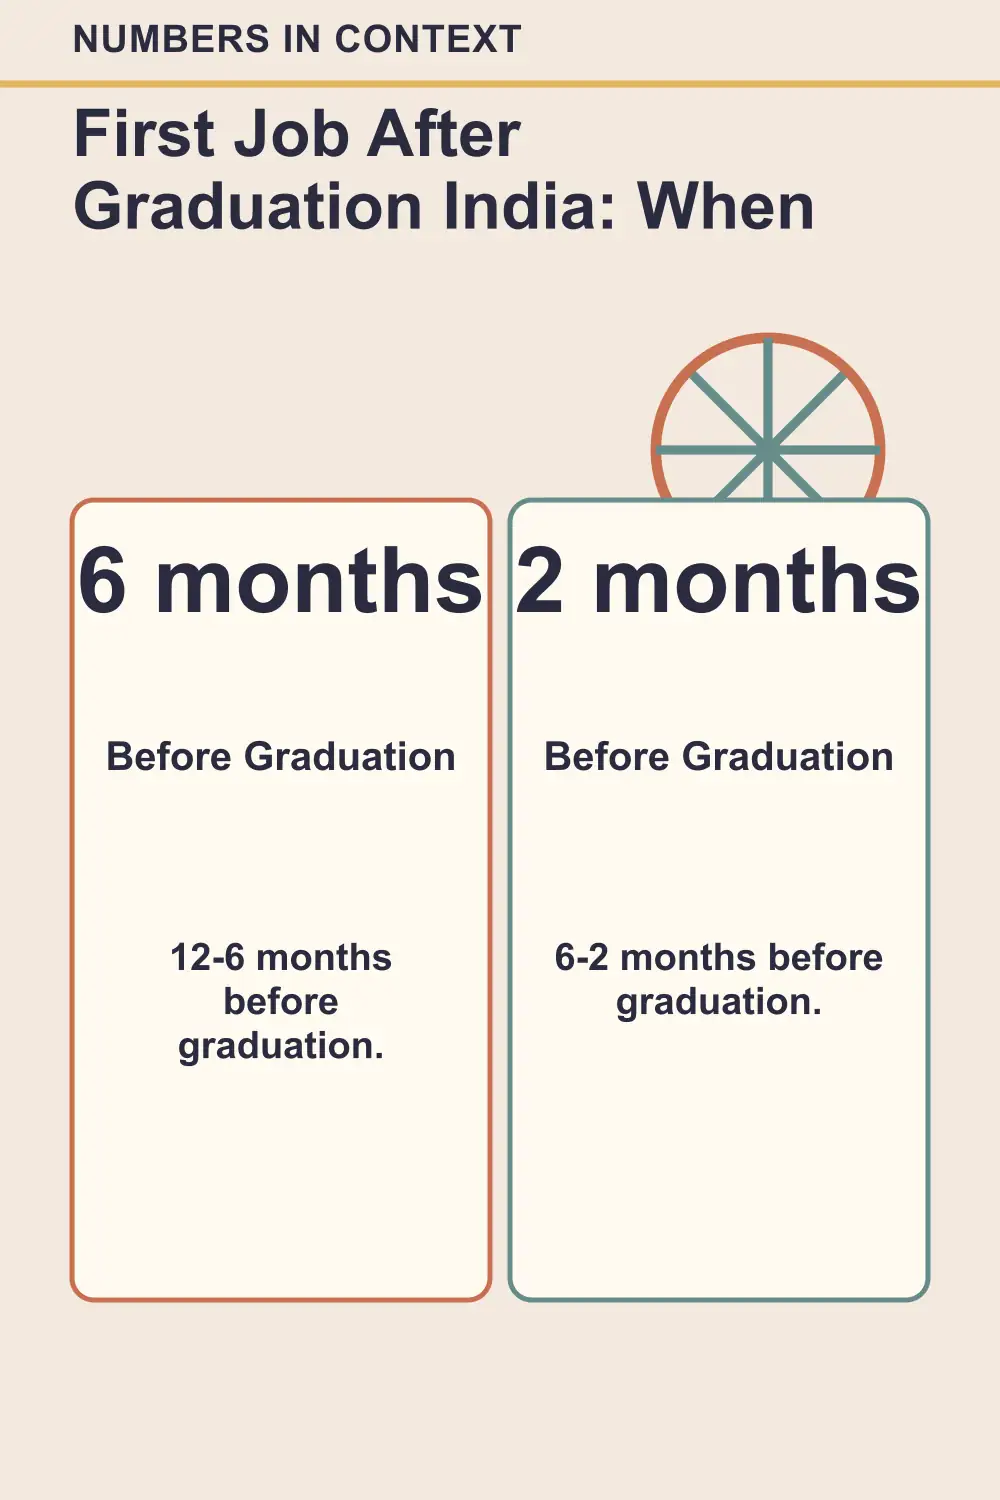 NUMBERS IN CONTEXT
First Job After
Graduation India: When
6 months
Before Graduation
12-6 months
before
graduation.
2 months
Before Graduation
6-2 months before
graduation.